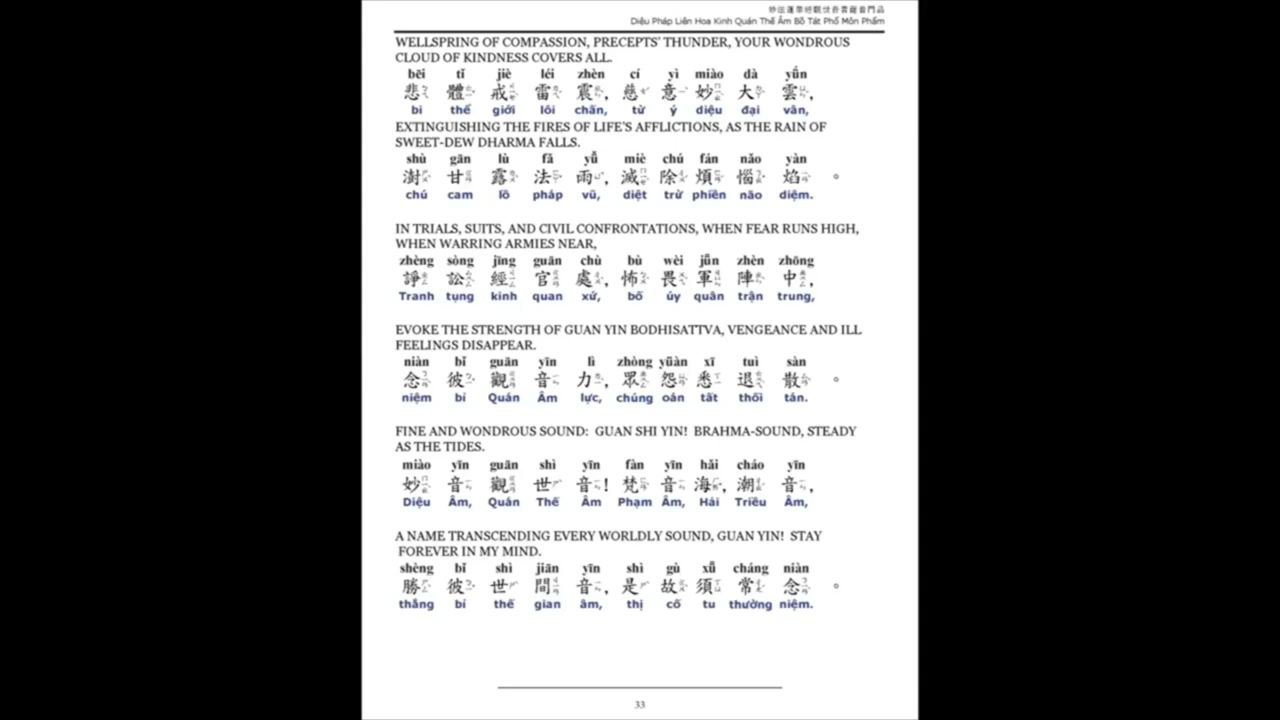 妙法蓮華經觀世音菩薩普門品
Diệu Pháp Liên Hoa Kinh Quán Thế Âm Bồ Tát Phổ Môn Phẩm
WELLSPRING OF COMPASSION, PRECEPTS' THUNDER, YOUR WONDROUS
CLOUD OF KINDNESS COVERS ALL.
bēi tǐ jiè léi zhèn cí yì miào dà yǘn
悲體戒雷震，慈意妙大雲，
bi thể giới lôi chấn, từ ý diệu đại vân,
EXTINGUISHING THE FIRES OF LIFE'S AFFLICTIONS, AS THE RAIN OF
SWEET-DEW DHARMA FALLS.
shù gān lù fǎ yǚ miè chú fán nǎo yàn
澍甘露法雨，滅除煩惱焰。
chú cam lồ pháp vũ, diệt trừ phiền não diệm.
IN TRIALS, SUITS, AND CIVIL CONFRONTATIONS, WHEN FEAR RUNS HIGH,
WHEN WARRING ARMIES NEAR,
zhèng sòng jīng guān chù bù wèi jǖn zhèn zhōng
諍訟經官處，怖畏軍陣中，
Tranh tụng kinh quan xứ, bố úy quân trận trung,
EVOKE THE STRENGTH OF GUAN YIN BODHISATTVA, VENGEANCE AND ILL
FEELINGS DISAPPEAR.
niàn bǐ guān yīn lì zhòng yüàn xī tuì sàn
念彼觀音力，眾怨悉退散。
niệm bỉ Quán Âm lực, chúng oán tất thối tán.
FINE AND WONDROUS SOUND: GUAN SHI YIN! BRAHMA-SOUND, STEADY
AS THE TIDES.
miào yīn guān shì yīn fàn yīn hǎi cháo yīn
妙音觀世音！梵音海，潮音，
Diệu Âm, Quán Thế Âm Phạm Âm, Hải Triều Âm,
A NAME TRANSCENDING EVERY WORLDLY SOUND, GUAN YIN! STAY
FOREVER IN MY MIND.
shèng bǐ shì jiān yīn shì gù xǖ cháng niàn
勝彼世間音，是故須常念。
thắng bỉ thế gian âm, thị cố tu thường niệm.
33